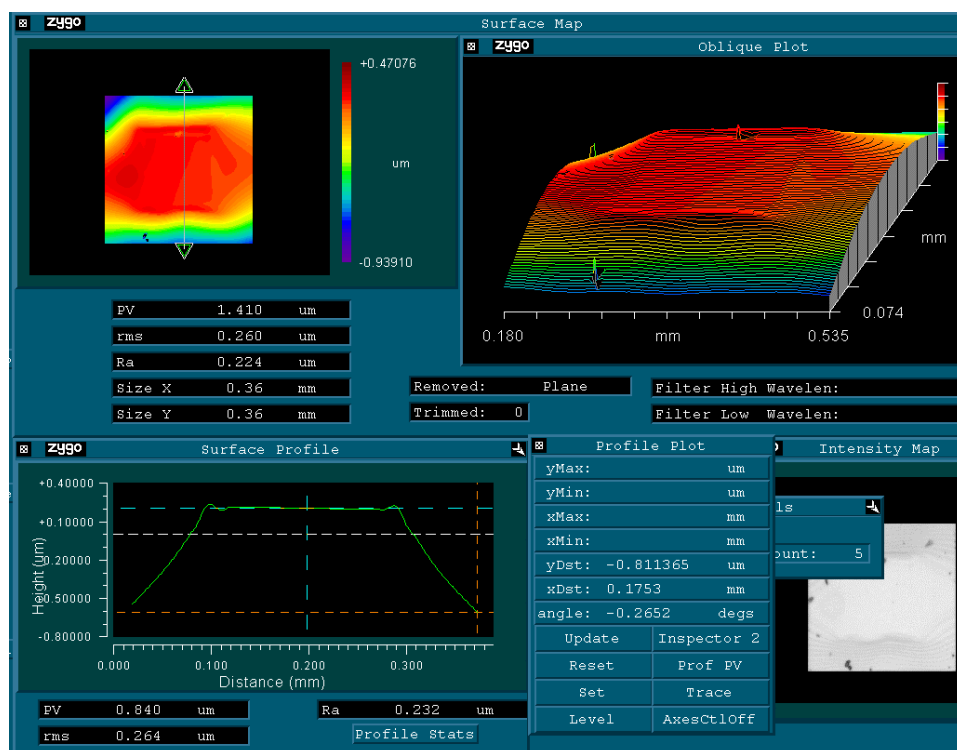 zygo Surface Map
+0.47076
um
-0.93910
zygo Oblique Plot
mm
0.074
0.180 mm 0.535
PV 1.410 um
rms 0.260 um
Ra 0.224 um
Size X 0.36 mm
Size Y 0.36 mm
Removed: Plane
Trimmed: 0
Filter High Wavelen:
Filter Low Wavelen:
zygo Surface Profile
+0.40000
+0.10000
0.20000
0.50000
-0.80000
Height (um)
0.000 0.100 0.200 0.300
Distance (mm)
PV 0.840 um
rms 0.264 um
Ra 0.232 um
Profile Stats
Profile Plot
yMax: um
yMin: um
xMax: mm
xMin: mm
yDst: -0.811365 um
xDst: 0.1753 mm
angle: -0.2652 degs
Update Inspector 2
Reset Prof PV
Set Trace
Level AxesCtlOff
Intensity Map
ls
ount: 5